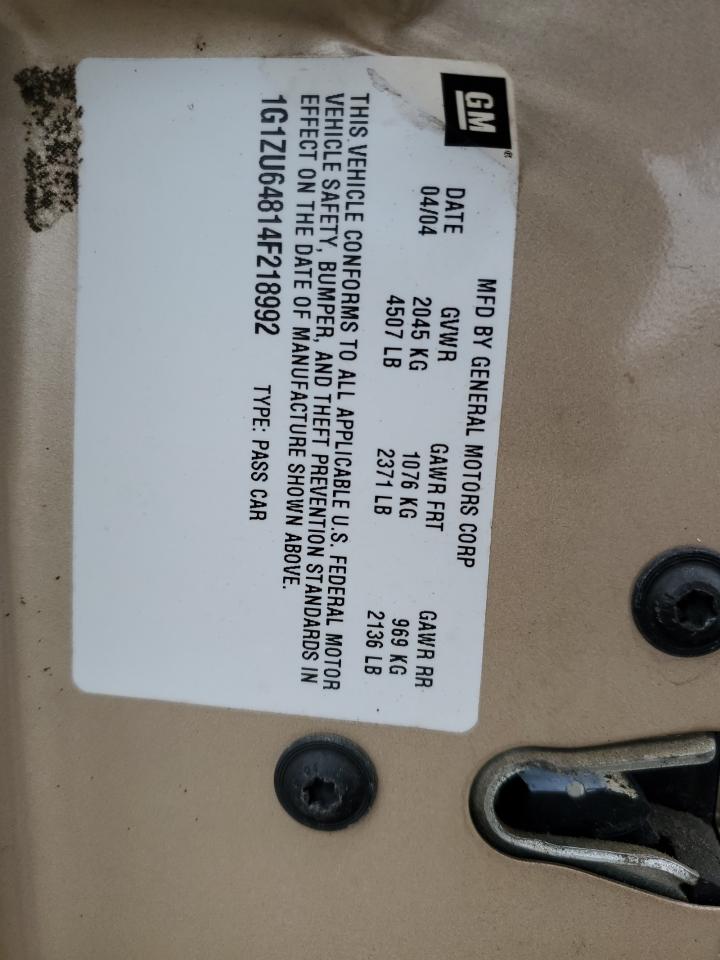 GM®
MFD BY GENERAL MOTORS CORP
DATE GVWR GAWR FRT GAWR RR
04/04 2045 KG 1076 KG 969 KG
4507 LB 2371 LB 2136 LB
THIS VEHICLE CONFORMS TO ALL APPLICABLE U.S. FEDERAL MOTOR
VEHICLE SAFETY, BUMPER, AND THEFT PREVENTION STANDARDS IN
EFFECT ON THE DATE OF MANUFACTURE SHOWN ABOVE.
1G1ZU64814F218992 TYPE: PASS CAR